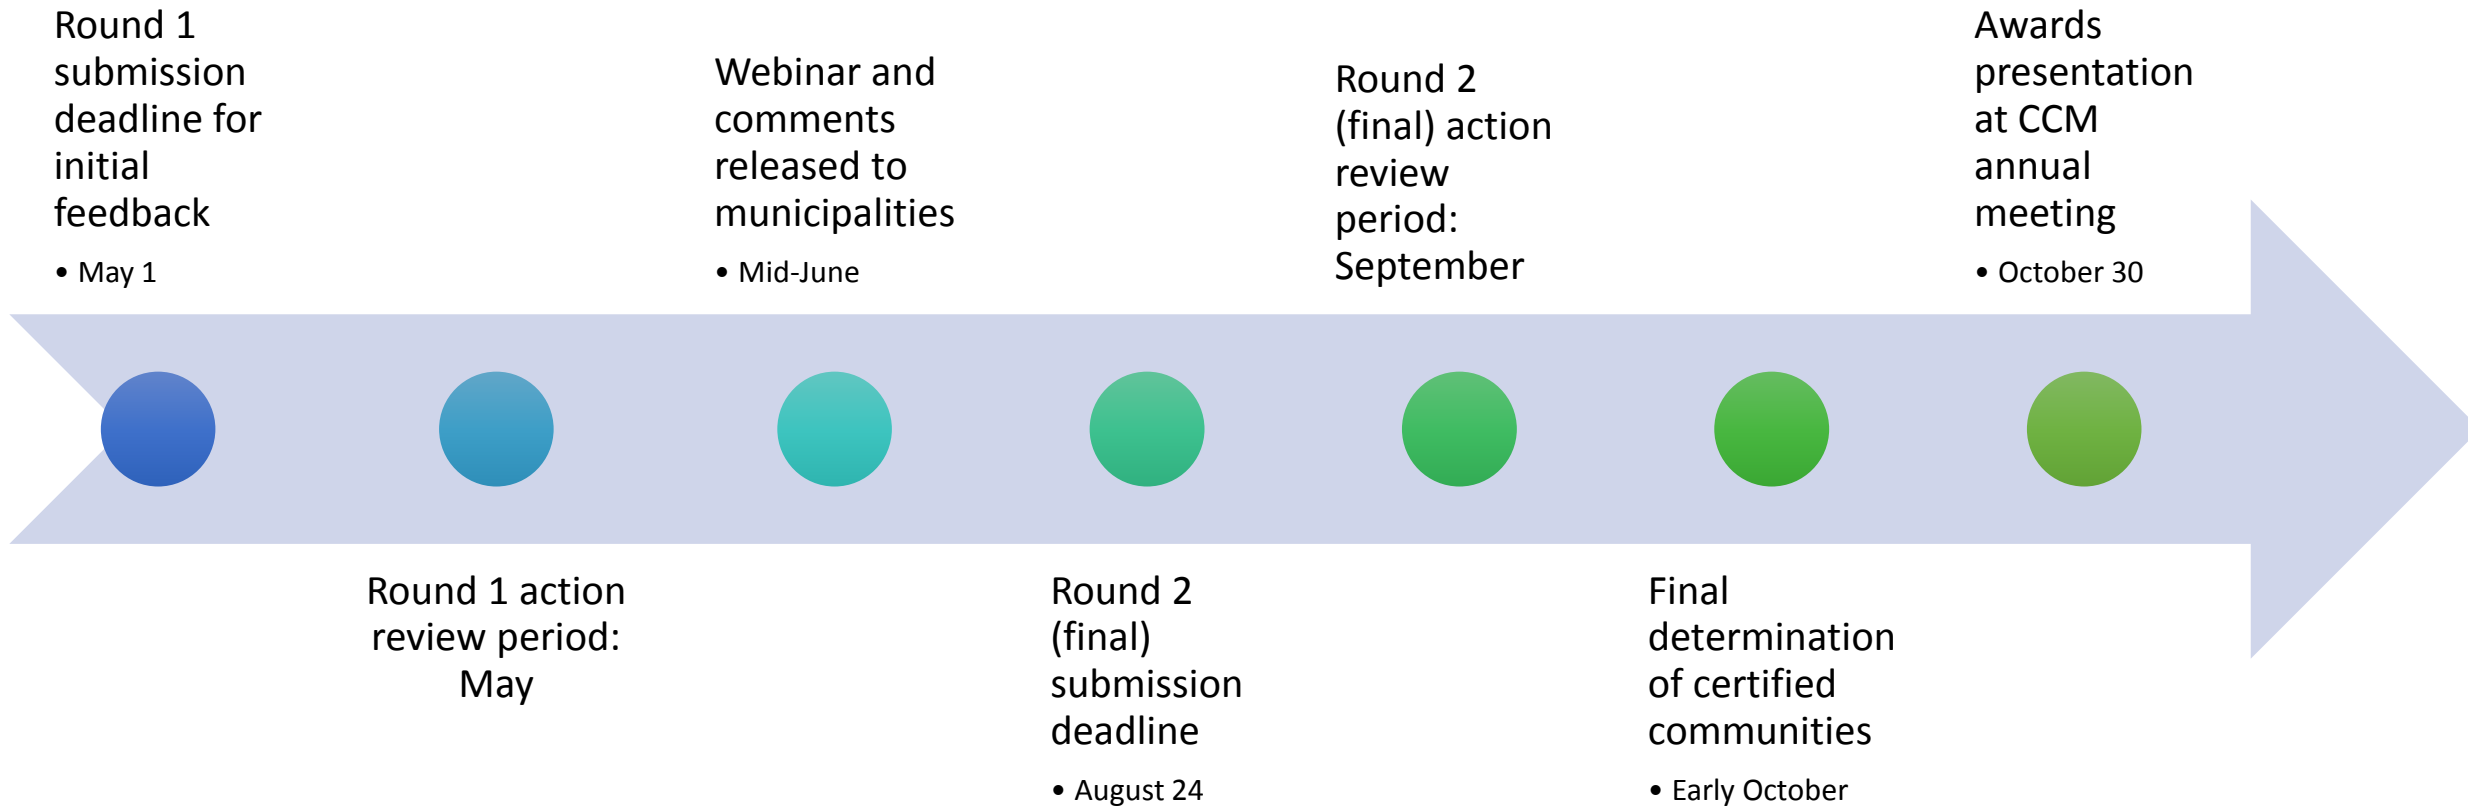 Round 1
submission
deadline for
initial
feedback
• May 1
Round 1 action
review period:
May
Webinar and
comments
released to
municipalities
• Mid-June
Round 2
(final)
submission
deadline
• August 24
Round 2
(final) action
review
period:
September
Final
determination
of certified
communities
• Early October
Awards
presentation
at CCM
annual
meeting
• October 30